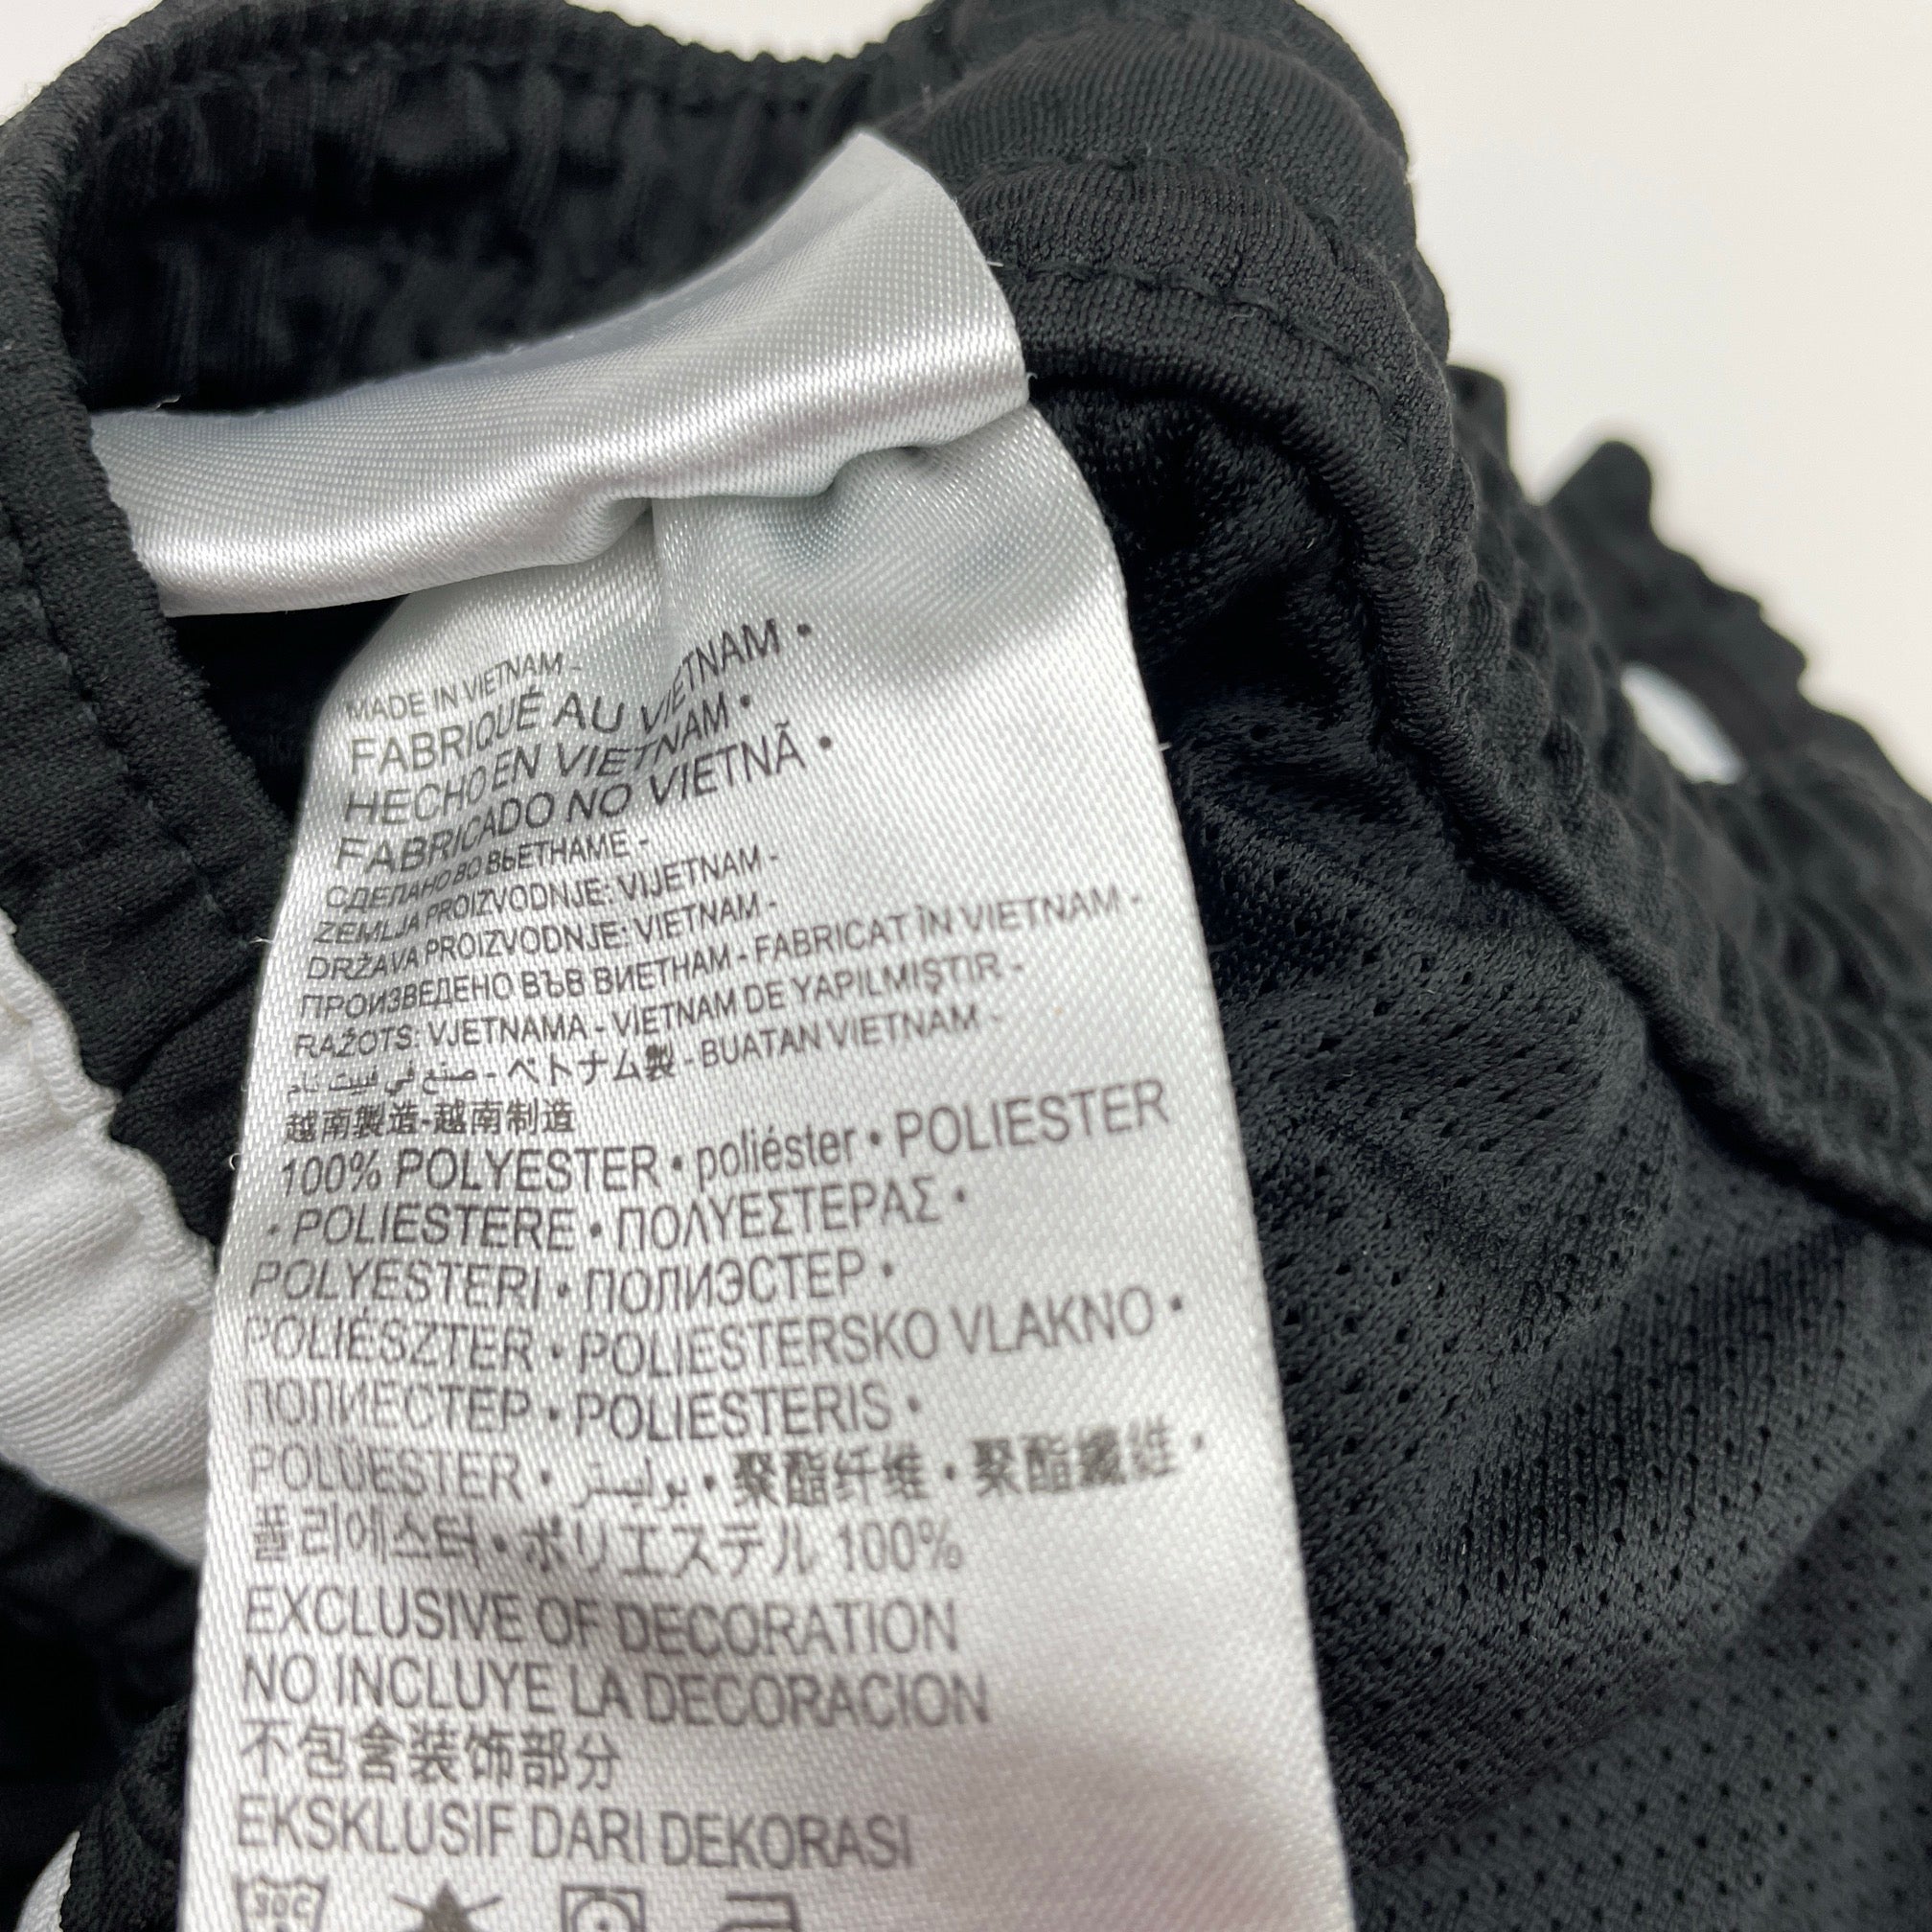 MADE IN VIETNAM -
FABRIQUÉ AU VIETNAM •
HECHO EN VIETNAM •
FABRICADO NO VIETNÃ •
СДЕЛАНО ВО ВЬЕТНАМЕ -
ZEMLJA PROIZVODNJE: VIJETNAM -
DRŽAVA PROIZVODNJE: VIETNAM -
ПРОИЗВЕДЕНО ВЪВ ВИЕТНАМ - FABRICAT ÎN VIETNAM -
RAŽOTS: VJETNAMA - VIETNAM DE YAPILMIŞTIR -
صنع في فيت نام - ベトナム製 - BUATAN VIETNAM -
越南製造-越南制造
100% POLYESTER • poliéster • POLIESTER
• POLIESTERE • ΠΟΛΥΕΣΤΕΡΑΣ •
POLYESTERI • ПОЛИЭСТЕР •
POLIÉSZTER • POLIESTERSKO VLAKNO •
ПОЛИЕСТЕР • POLIESTERIS •
POLÜESTER • بوليستر • 聚酯纤维 • 聚酯纖維 •
폴리에스터 • ポリエステル 100%
EXCLUSIVE OF DECORATION
NO INCLUYE LA DECORACION
不包含装饰部分
EKSKLUSIF DARI DEKORASI
30C